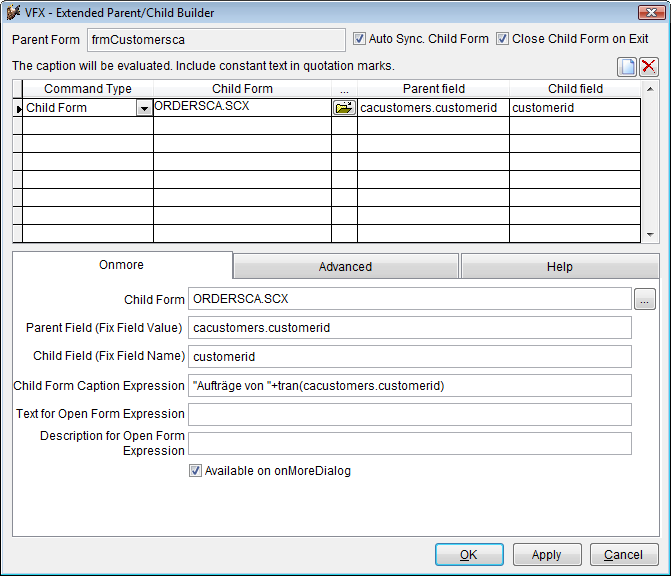 VFX - Extended Parent/Child Builder
Parent Form frmCustomersca Auto Sync. Child Form Close Child Form on Exit
The caption will be evaluated. Include constant text in quotation marks.
Command Type Child Form ... Parent field Child field
Child Form ORDERSCA.SCX cacustomers.customerid customerid
Onmore Advanced Help
Child Form ORDERSCA.SCX ...
Parent Field (Fix Field Value) cacustomers.customerid
Child Field (Fix Field Name) customerid
Child Form Caption Expression "Aufträge von "+tran(cacustomers.customerid)
Text for Open Form Expression
Description for Open Form
Expression
Available on onMoreDialog
OK Apply Cancel